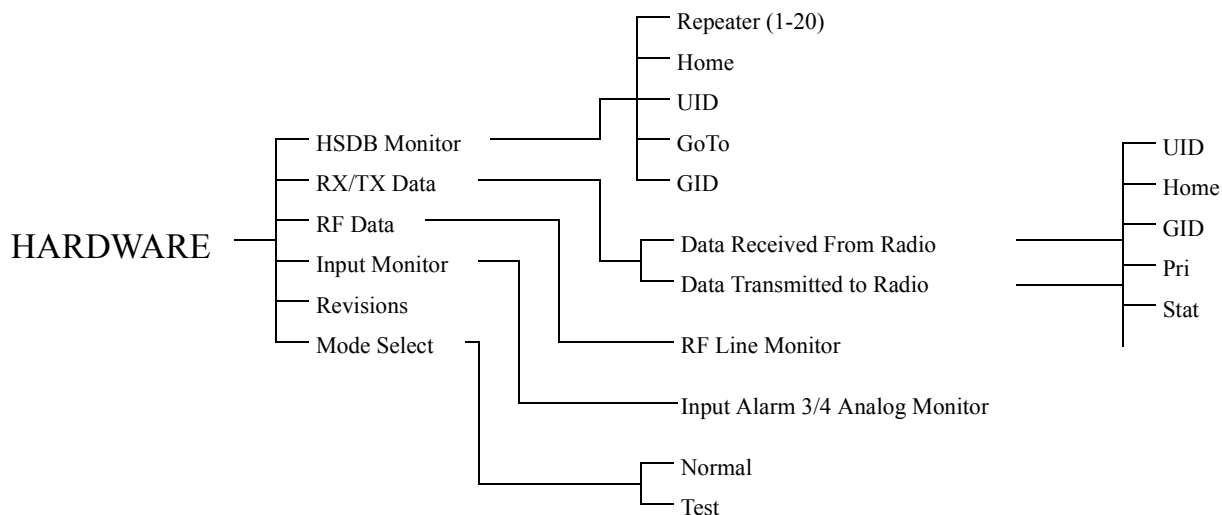 HARDWARE
HSDB Monitor
RX/TX Data
RF Data
Input Monitor
Revisions
Mode Select
Repeater (1-20)
Home
UID
GoTo
GID
Data Received From Radio
Data Transmitted to Radio
RF Line Monitor
Input Alarm 3/4 Analog Monitor
Normal
Test
UID
Home
GID
Pri
Stat